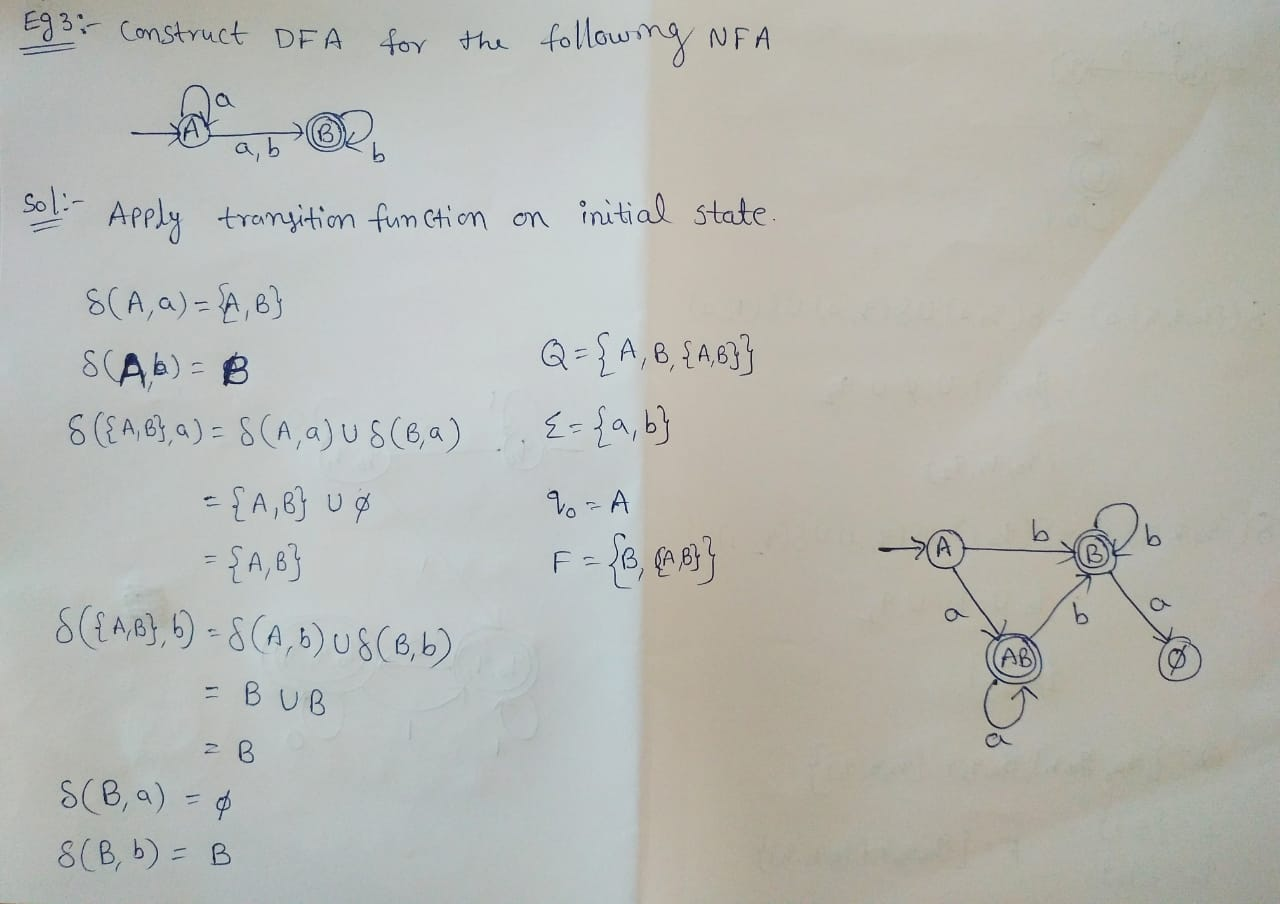 Eg 3:- Construct DFA for the following NFA
a
A a,b B b
Sol:- Apply transition function on initial state.
δ(A,a) = {A,B}
δ(A,b) = B
δ({A,B},a) = δ(A,a) ∪ δ(B,a)
= {A,B} ∪ ϕ
= {A,B}
δ({A,B},b) = δ(A,b) ∪ δ(B,b)
= B ∪ B
= B
δ(B,a) = ϕ
δ(B,b) = B
Q = {A, B, {A,B}}
Σ = {a,b}
q₀ = A
F = {B, {A,B}}
A b B b
a b a
AB ϕ
a